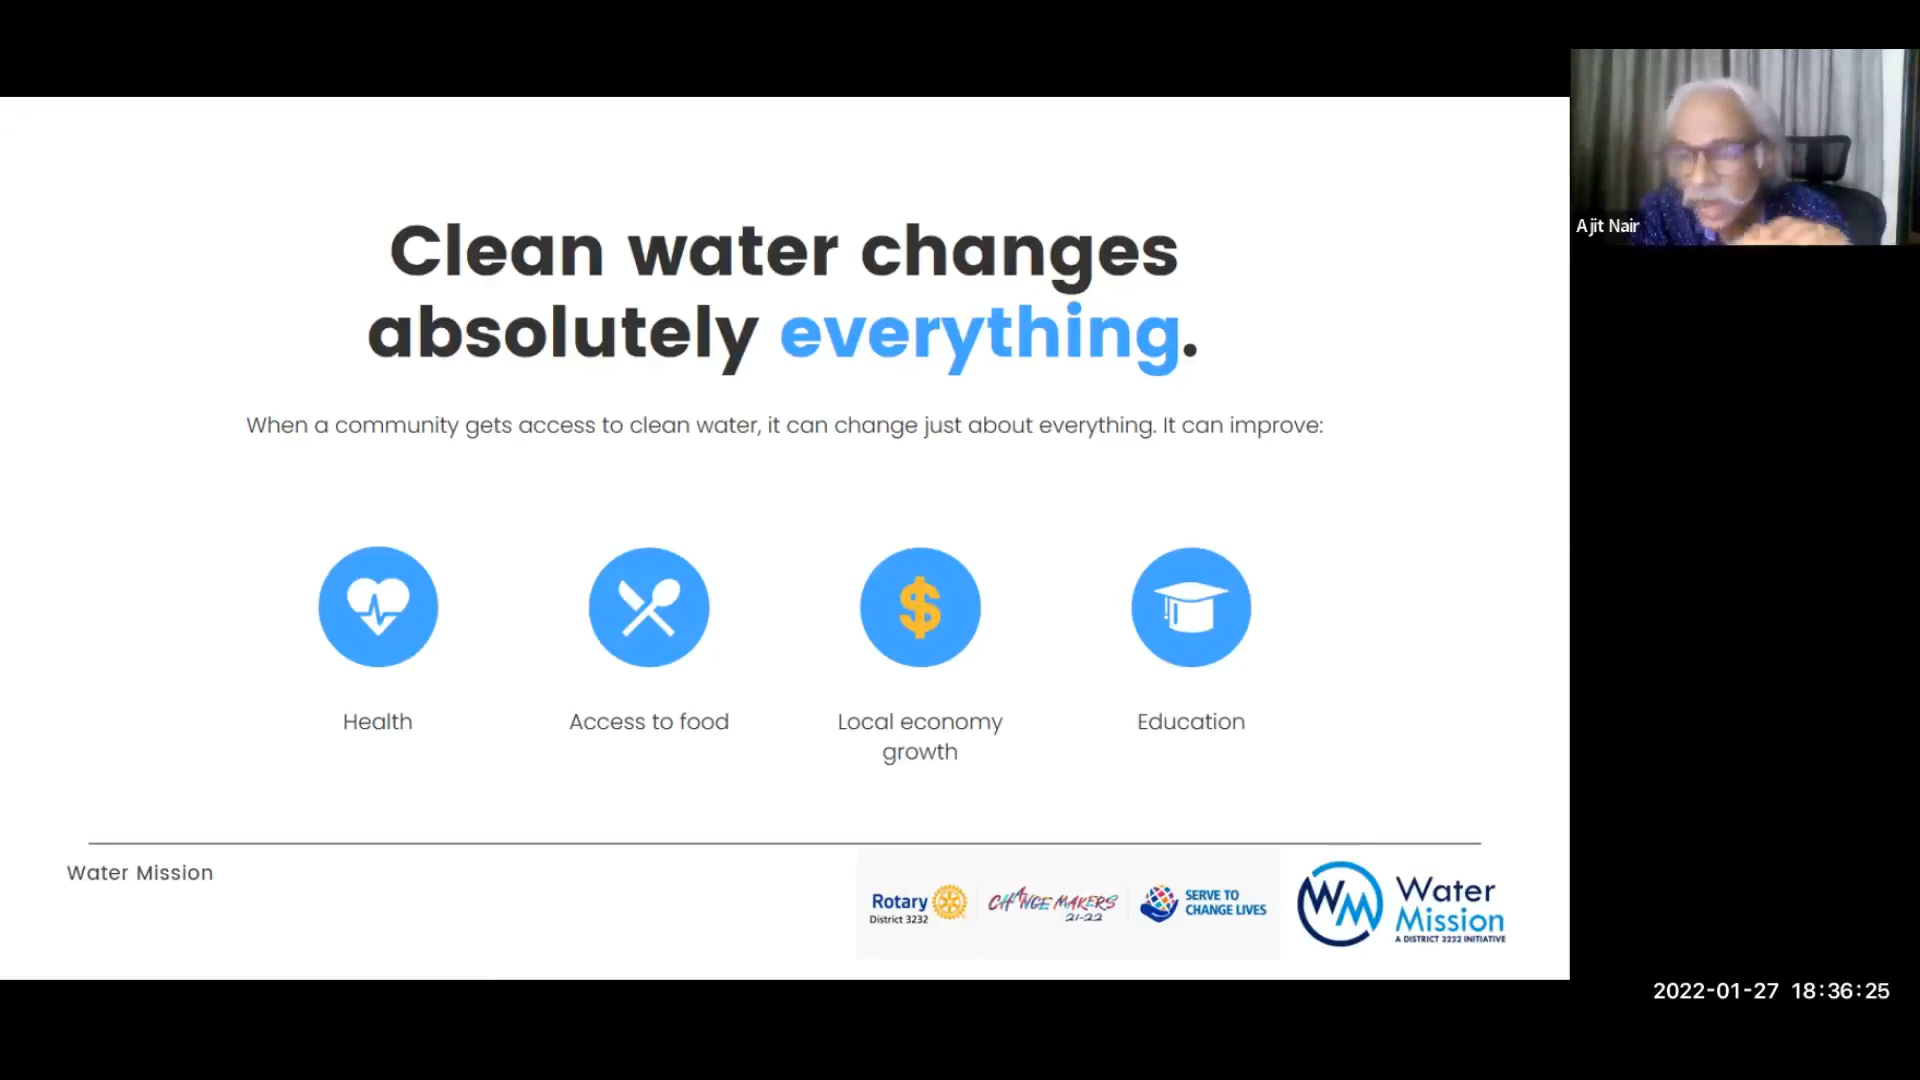 Clean water changes
absolutely everything.
When a community gets access to clean water, it can change just about everything. It can improve:
Health
Access to food
Local economy
growth
Education
Water Mission
Rotary
District 3232
CHANGE MAKERS
21-22
SERVE TO
CHANGE LIVES
WM
Water
Mission
A DISTRICT 3232 INITIATIVE
Ajit Nair
2022-01-27 18:36:25